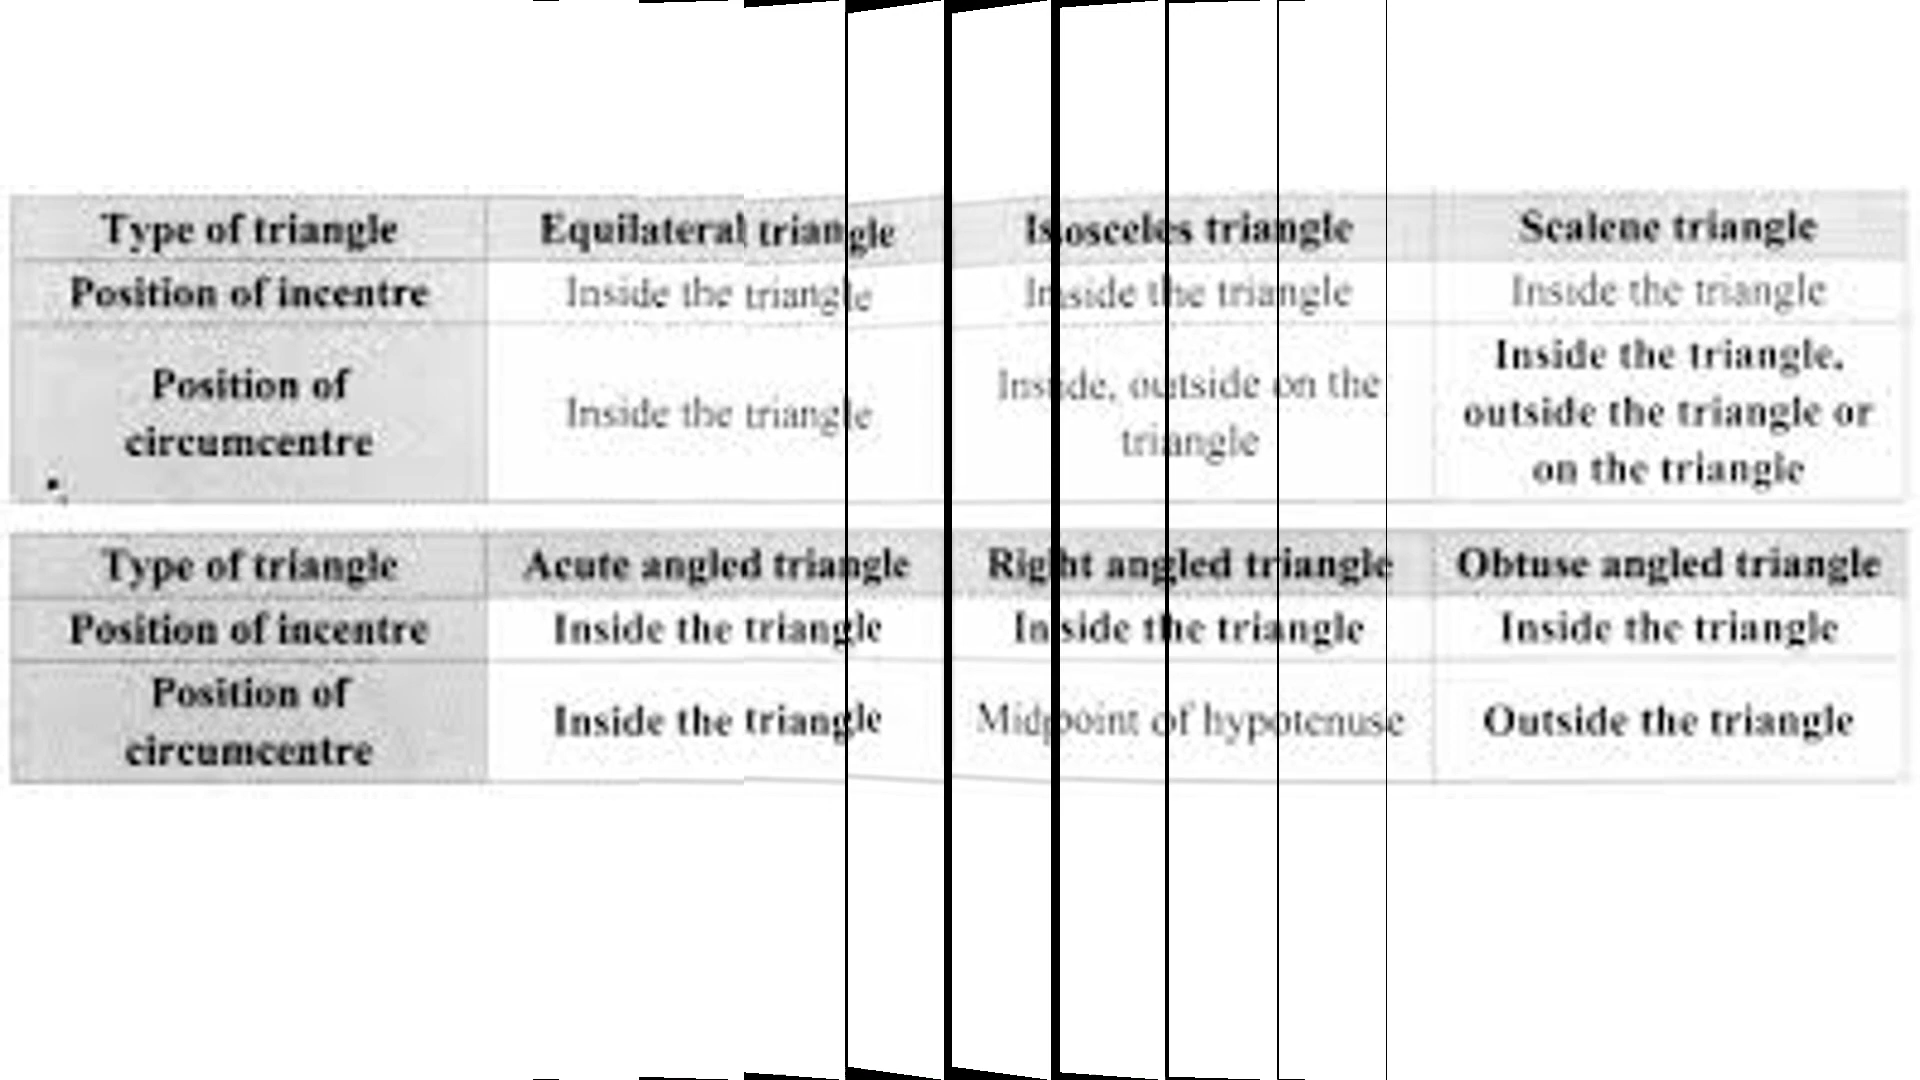 Type of triangle Equilateral triangle Isosceles triangle Scalene triangle
Position of incentre Inside the triangle Inside the triangle Inside the triangle
Position of circumcentre Inside the triangle Inside, outside on the triangle Inside the triangle, outside the triangle or on the triangle
Type of triangle Acute angled triangle Right angled triangle Obtuse angled triangle
Position of incentre Inside the triangle Inside the triangle Inside the triangle
Position of circumcentre Inside the triangle Midpoint of hypotenuse Outside the triangle